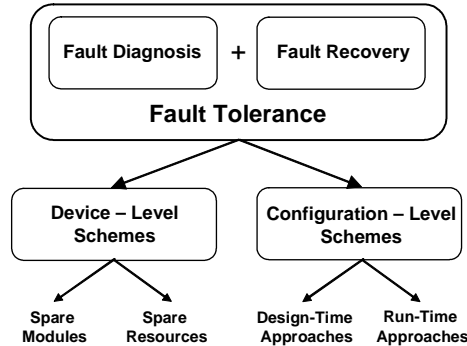 Fault Diagnosis + Fault Recovery
Fault Tolerance
Device – Level
Schemes
Configuration – Level
Schemes
Spare
Modules
Spare
Resources
Design-Time
Approaches
Run-Time
Approaches